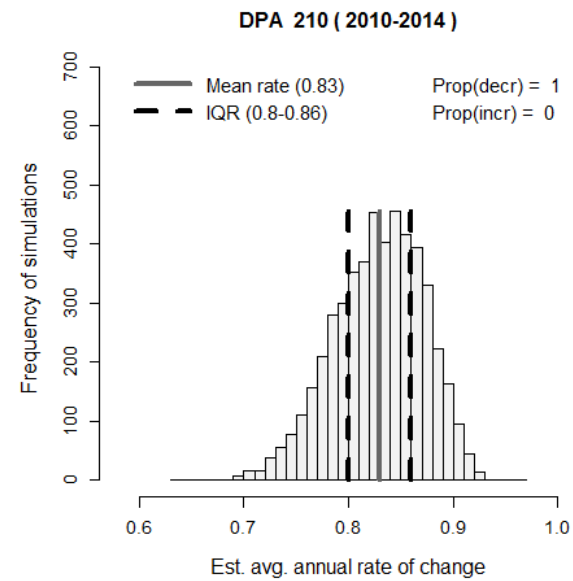 DPA 210 ( 2010-2014 )
Mean rate (0.83) Prop(decr) = 1
IQR (0.8-0.86) Prop(incr) = 0
Frequency of simulations
700
600
500
400
300
200
100
0
0.6 0.7 0.8 0.9 1.0
Est. avg. annual rate of change